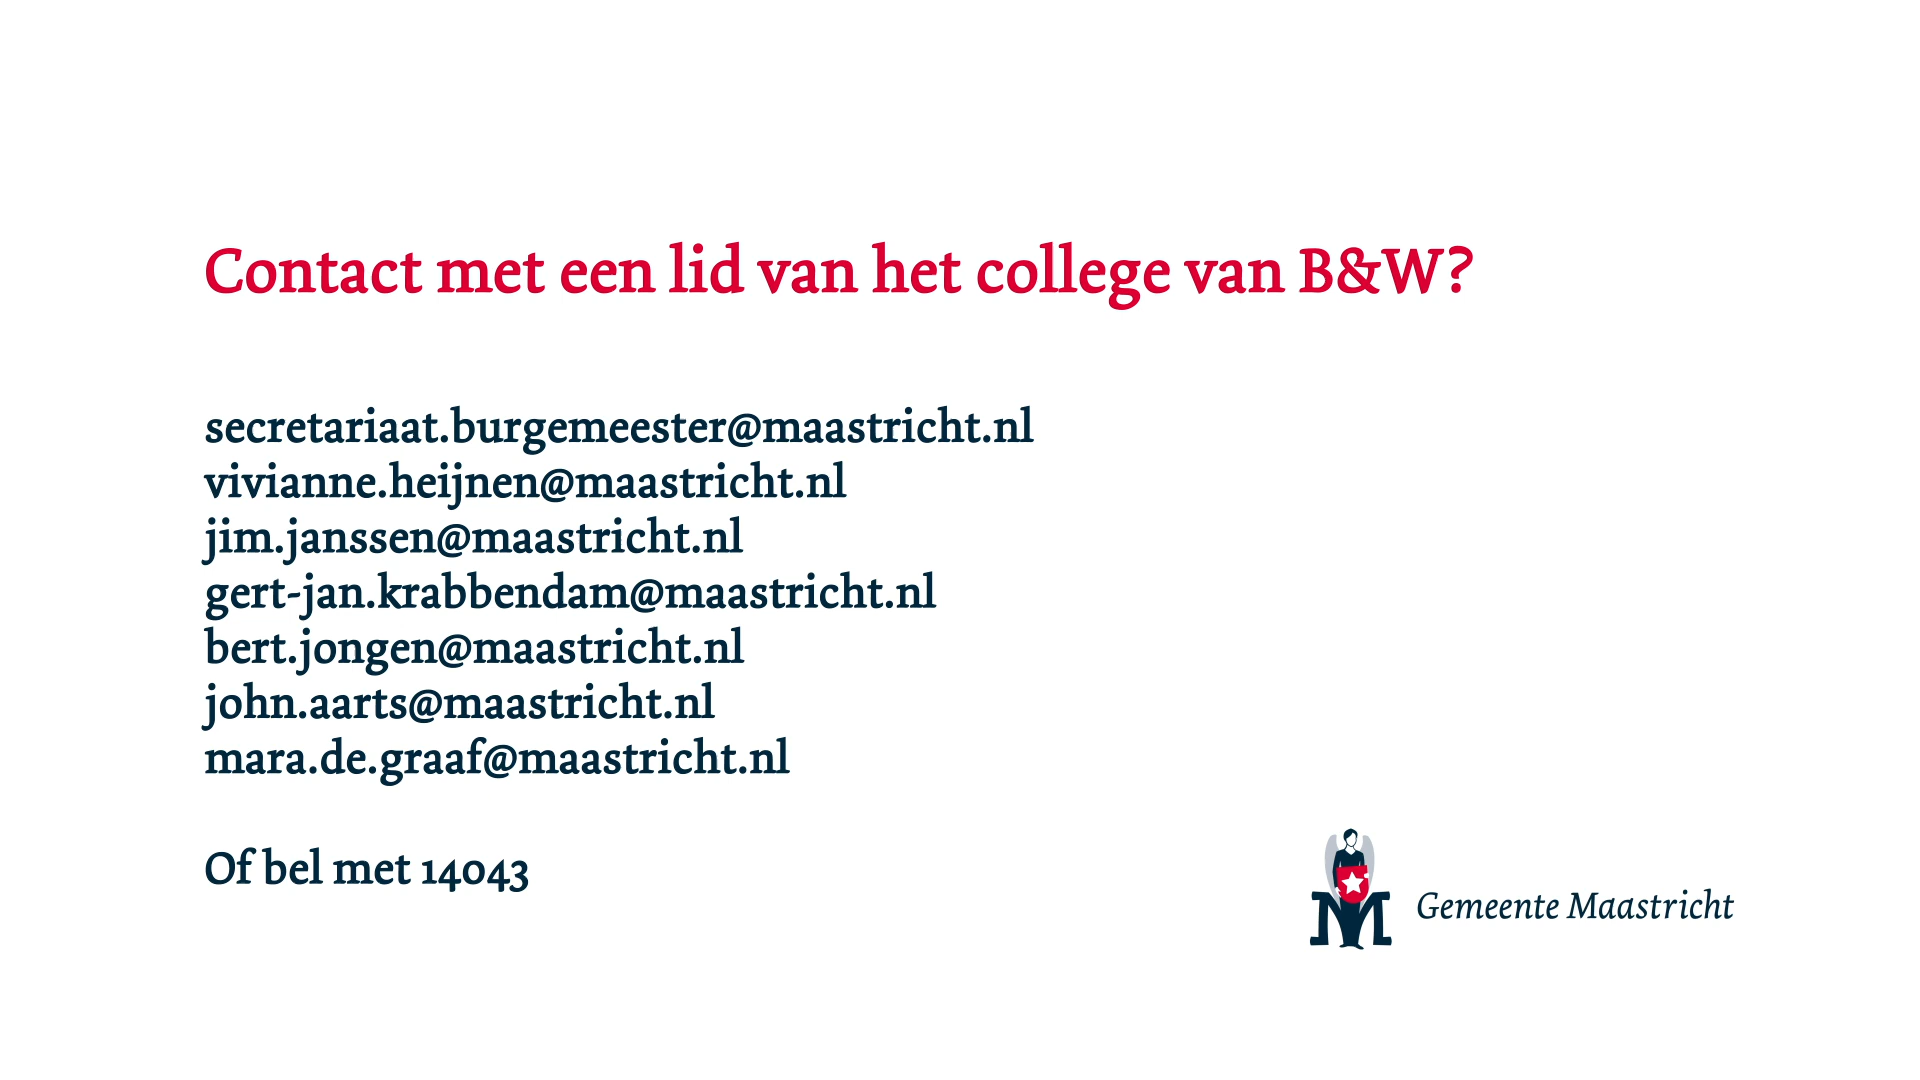 Contact met een lid van het college van B&W?
secretariaat.burgemeester@maastricht.nl
vivianne.heijnen@maastricht.nl
jim.janssen@maastricht.nl
gert-jan.krabbendam@maastricht.nl
bert.jongen@maastricht.nl
john.aarts@maastricht.nl
mara.de.graaf@maastricht.nl
Of bel met 14043
Gemeente Maastricht